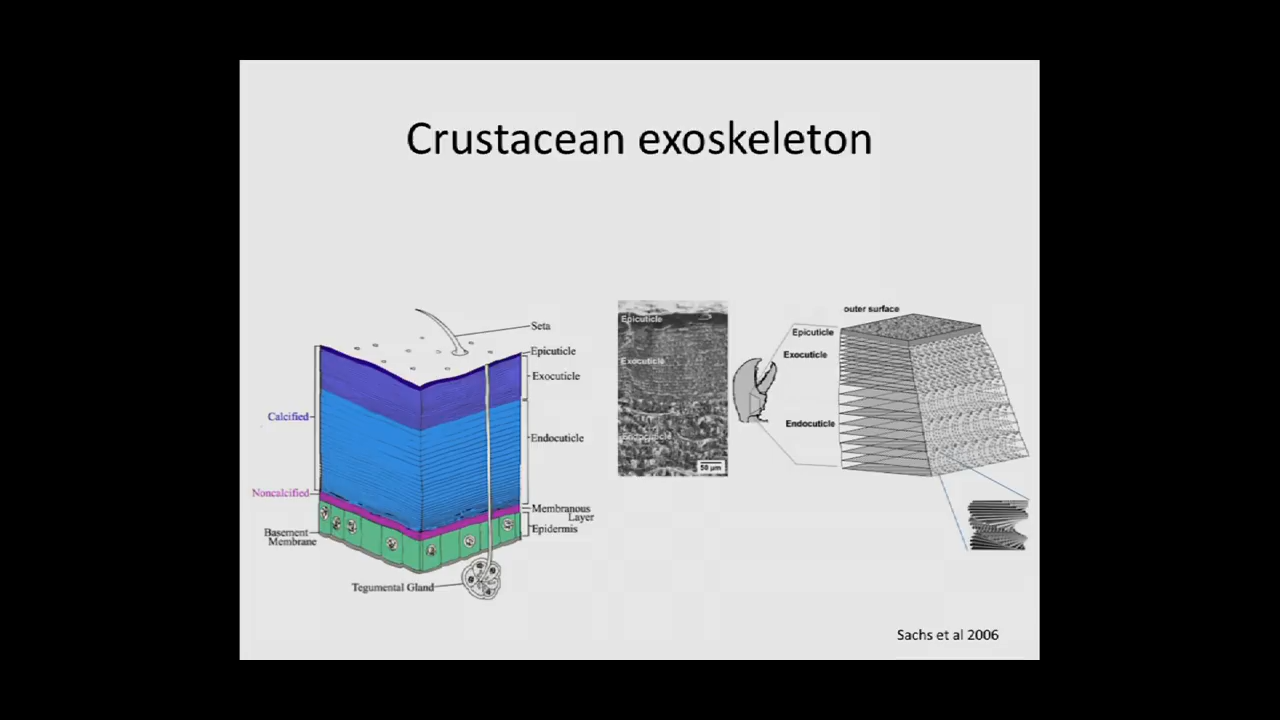 Crustacean exoskeleton
Seta
Epicuticle
Exocuticle
Calcified
Endocuticle
Noncalcified
Membranous
Layer
Basement
Membrane
Epidermis
Tegumental Gland
Epicuticle
Exocuticle
Endocuticle
50 µm
outer surface
Epicuticle
Exocuticle
Endocuticle
Sachs et al 2006